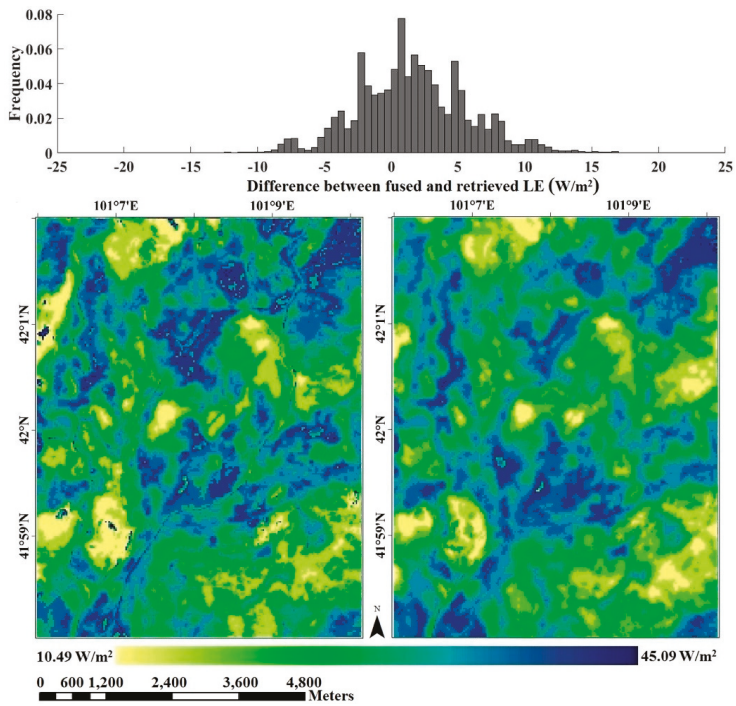 0.08
0.06
0.04
0.02
0
Frequency
-25 -20 -15 -10 -5 0 5 10 15 20 25
Difference between fused and retrieved LE (W/m²)
101°7'E 101°9'E 101°7'E 101°9'E
42°1'N
42°N
41°59'N
42°1'N
42°N
41°59'N
N
10.49 W/m² 45.09 W/m²
0 600 1,200 2,400 3,600 4,800
Meters